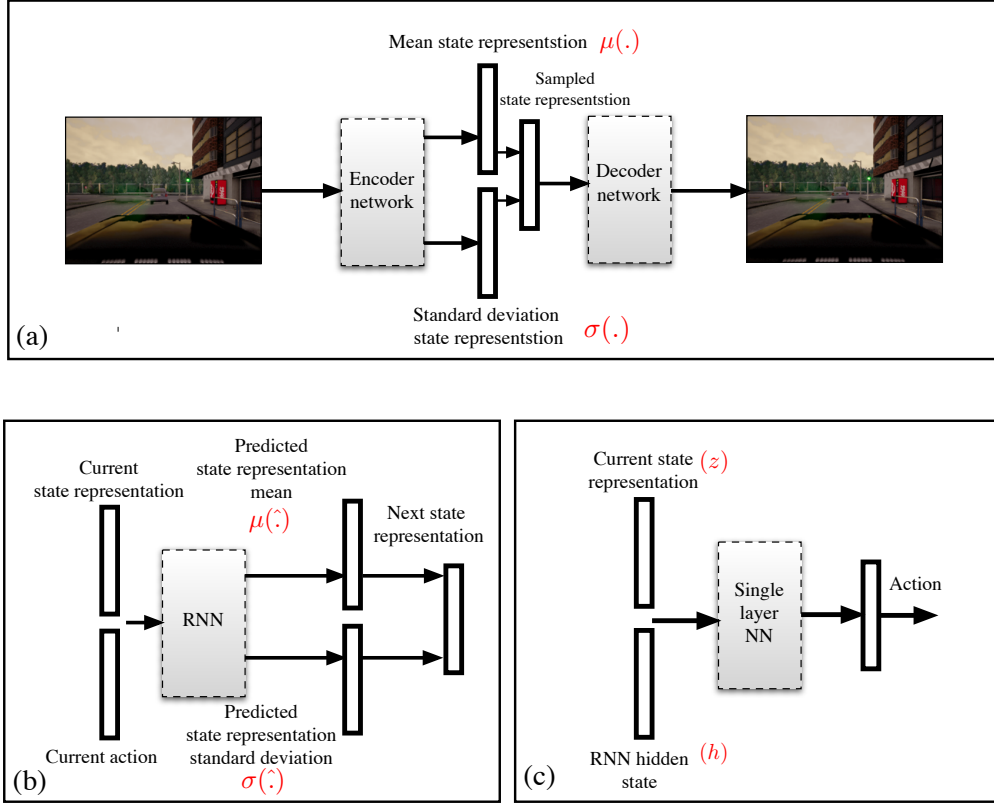 Mean state representstion μ(.)
Sampled
state representstion
Encoder
network
Decoder
network
Standard deviation
state representstion σ(.)
(a)
Current
state representation
Predicted
state representation
mean
μ(.̂)
Next state
representation
RNN
Current action
Predicted
state representation
standard deviation
σ(.̂)
(b)
Current state (z)
representation
Single
layer
NN
Action
RNN hidden (h)
state
(c)